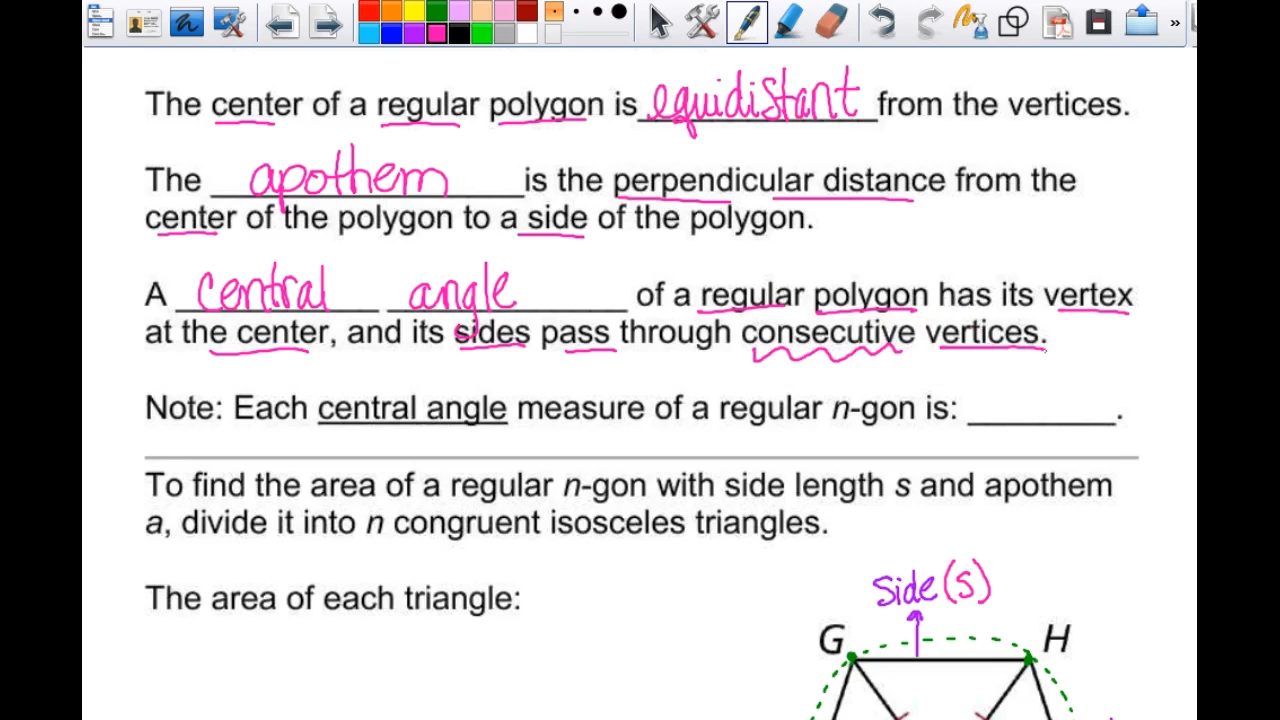 The center of a regular polygon is equidistant from the vertices.
The apothem is the perpendicular distance from the
center of the polygon to a side of the polygon.
A central angle of a regular polygon has its vertex
at the center, and its sides pass through consecutive vertices.
Note: Each central angle measure of a regular n-gon is: _________.
To find the area of a regular n-gon with side length s and apothem
a, divide it into n congruent isosceles triangles.
The area of each triangle:
Side (s)
G H